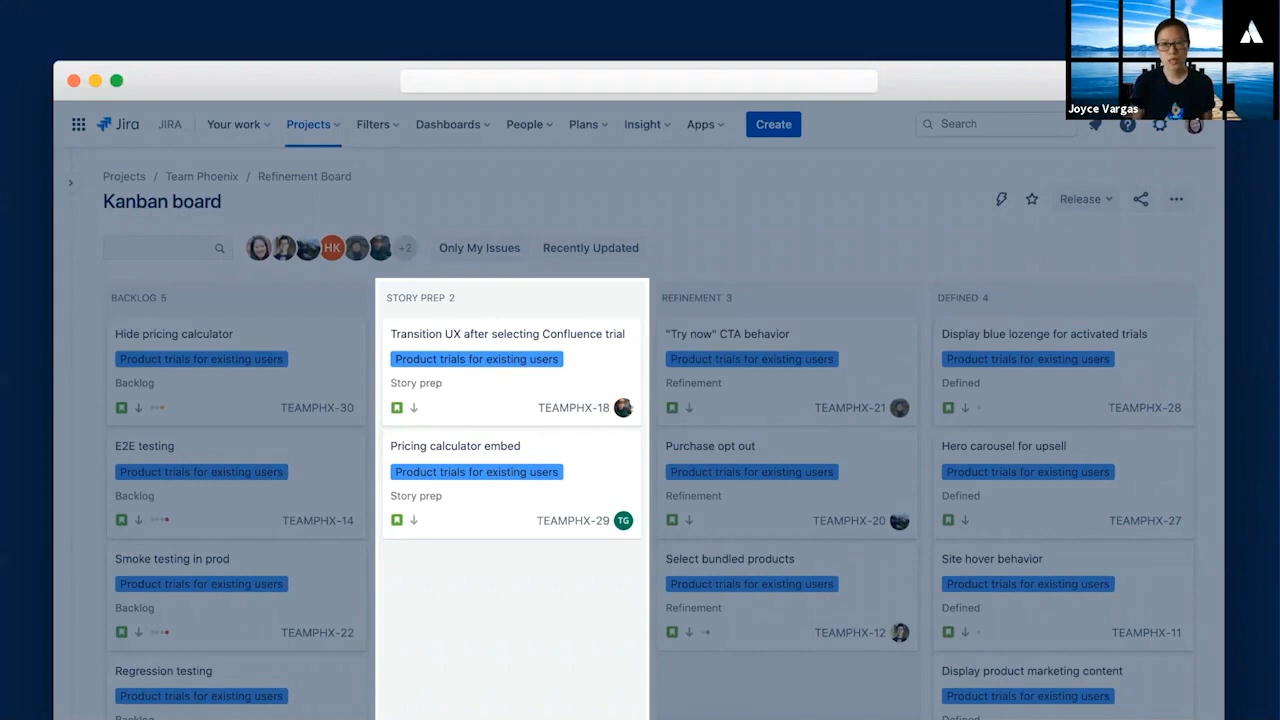 Joyce Vargas
Jira JIRA Your work Projects Filters Dashboards People Plans Insight Apps Create Search
Projects / Team Phoenix / Refinement Board
Kanban board
Release
HK +2 Only My Issues Recently Updated
BACKLOG 5
Hide pricing calculator
Product trials for existing users
Backlog
TEAMPHX-30
E2E testing
Product trials for existing users
Backlog
TEAMPHX-14
Smoke testing in prod
Product trials for existing users
Backlog
TEAMPHX-22
Regression testing
Product trials for existing users
Backlog
STORY PREP 2
Transition UX after selecting Confluence trial
Product trials for existing users
Story prep
TEAMPHX-18
Pricing calculator embed
Product trials for existing users
Story prep
TEAMPHX-29 TG
REFINEMENT 3
"Try now" CTA behavior
Product trials for existing users
Refinement
TEAMPHX-21
Purchase opt out
Product trials for existing users
Refinement
TEAMPHX-20
Select bundled products
Product trials for existing users
Refinement
TEAMPHX-12
DEFINED 4
Display blue lozenge for activated trials
Product trials for existing users
Defined
TEAMPHX-28
Hero carousel for upsell
Product trials for existing users
Defined
TEAMPHX-27
Site hover behavior
Product trials for existing users
Defined
TEAMPHX-11
Display product marketing content
Product trials for existing users
Defined